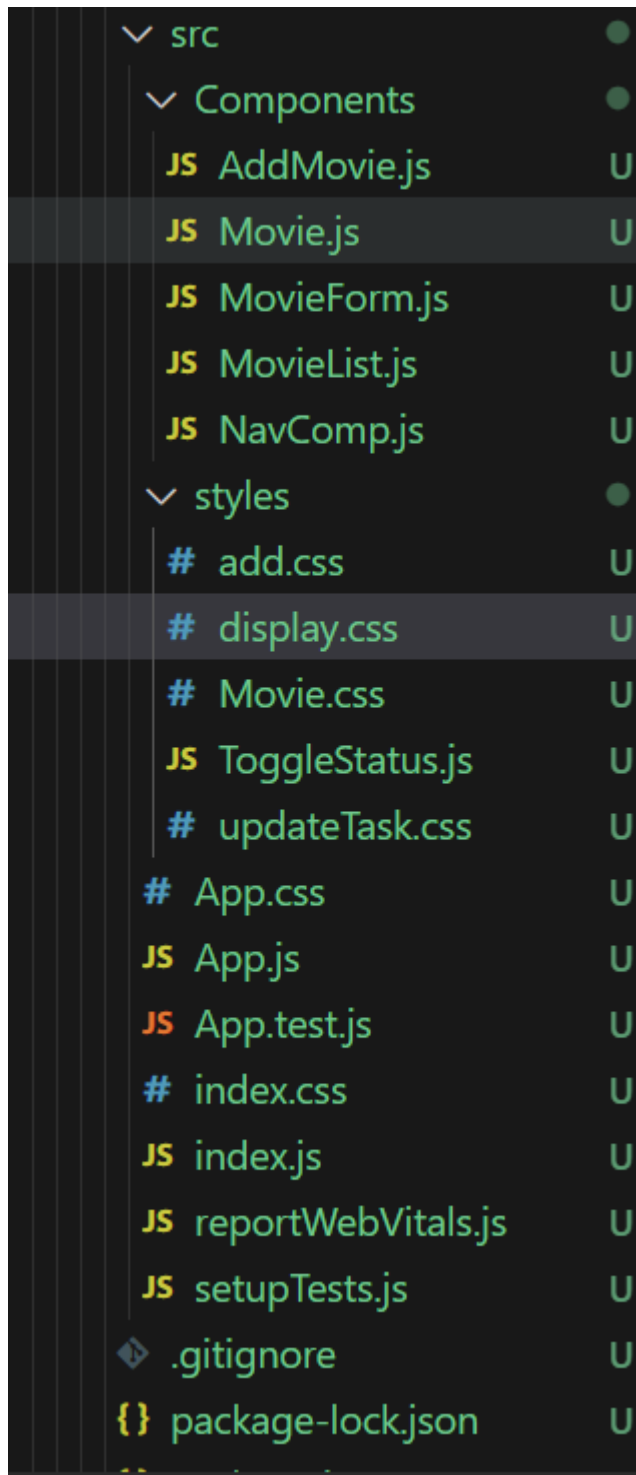 src
Components
JS AddMovie.js U
JS Movie.js U
JS MovieForm.js U
JS MovieList.js U
JS NavComp.js U
styles
# add.css U
# display.css U
# Movie.css U
JS ToggleStatus.js U
# updateTask.css U
# App.css U
JS App.js U
JS App.test.js U
# index.css U
JS index.js U
JS reportWebVitals.js U
JS setupTests.js U
.gitignore U
{} package-lock.json U